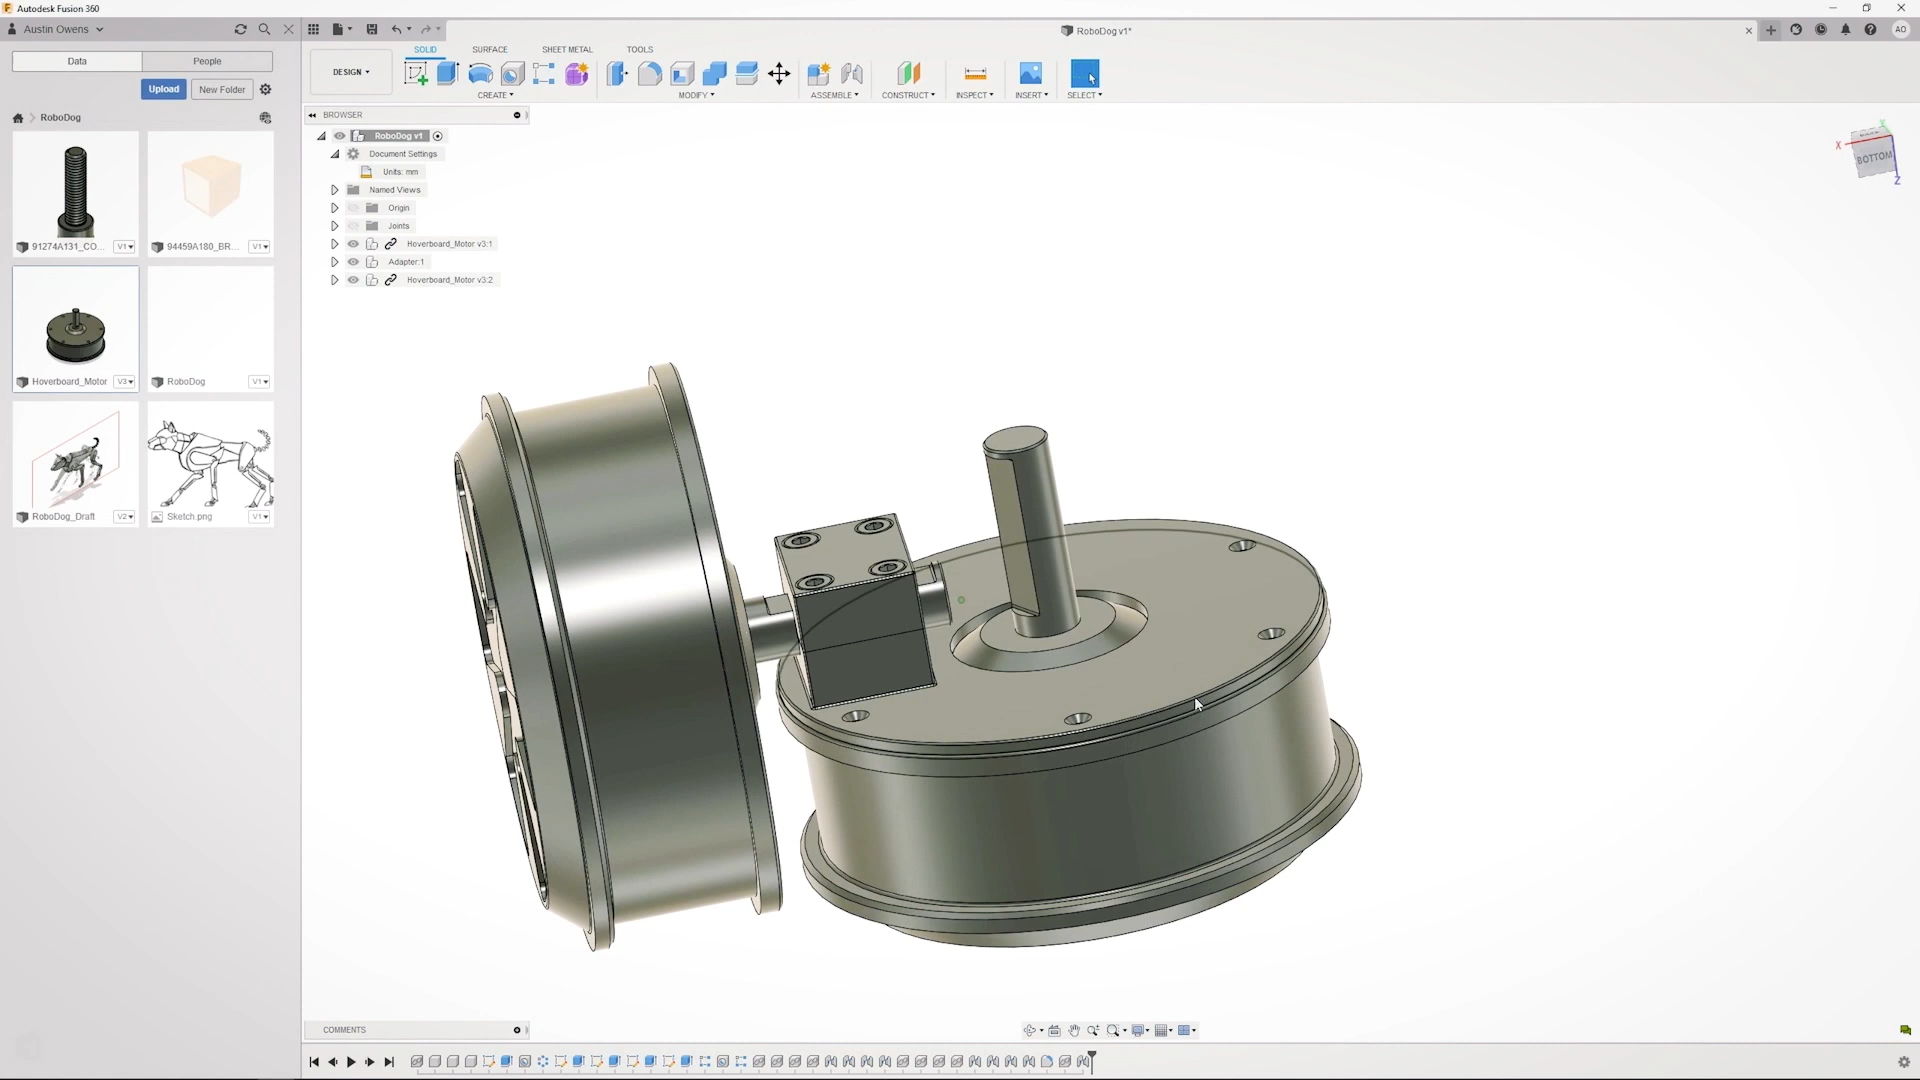 Autodesk Fusion 360
Austin Owens
Data
People
Upload
New Folder
RoboDog
91274A131_CO...
V1
94459A180_BR...
V1
Hoverboard_Motor
V3
RoboDog
V1
RoboDog_Draft
V2
Sketch.png
V1
RoboDog v1*
AO
DESIGN
SOLID
SURFACE
SHEET METAL
TOOLS
CREATE
MODIFY
ASSEMBLE
CONSTRUCT
INSPECT
INSERT
SELECT
BROWSER
RoboDog v1
Document Settings
Units: mm
Named Views
Origin
Joints
Hoverboard_Motor v3:1
Adapter:1
Hoverboard_Motor v3:2
BACK
BOTTOM
X
Y
Z
COMMENTS